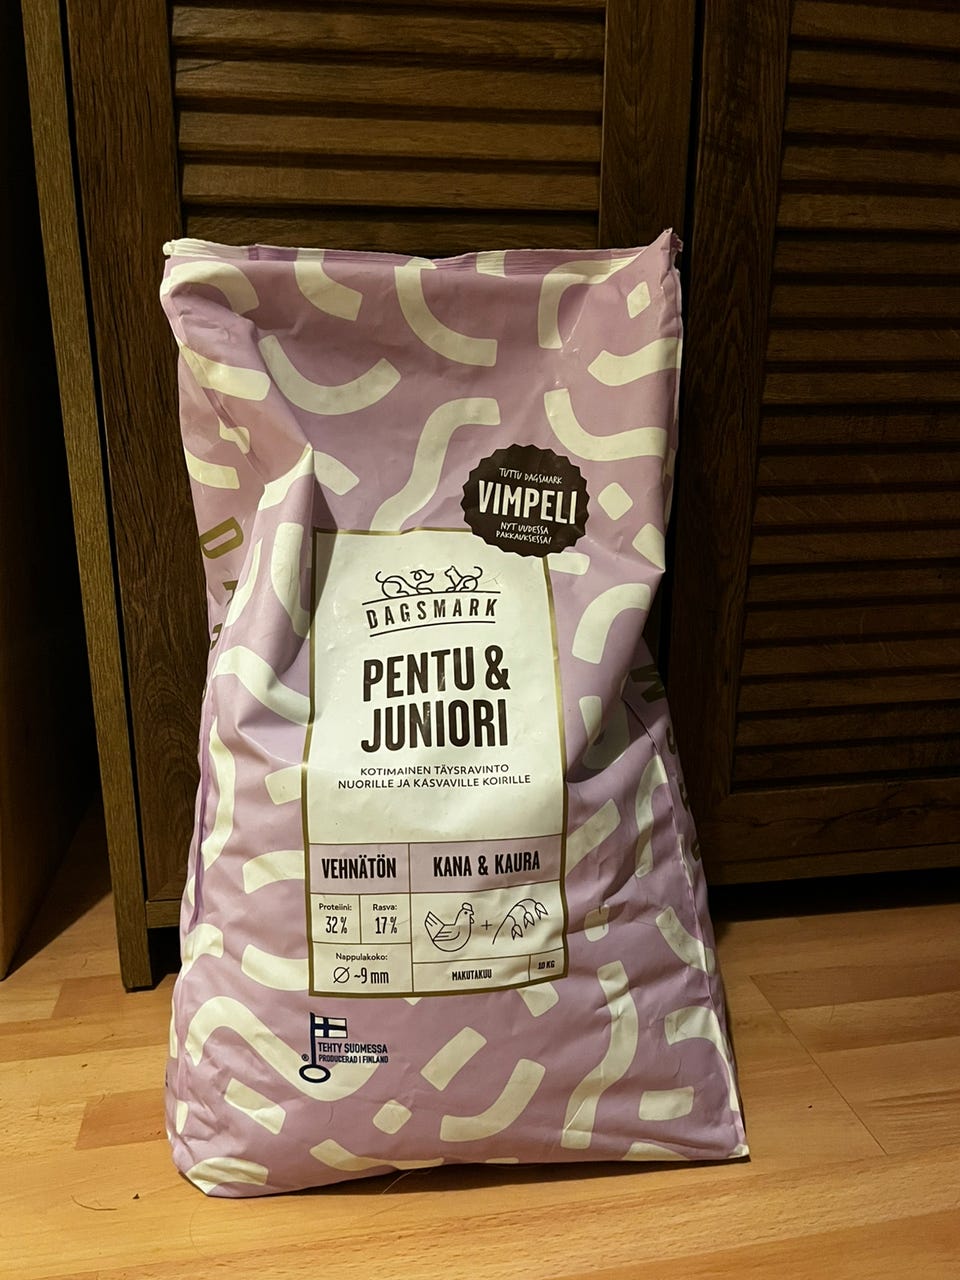 TUTTU DAGSMARK
VIMPELI
NYT UUDESSA
PAKKAUKSESSA!
DAGSMARK
PENTU &
JUNIORI
KOTIMAINEN TÄYSRAVINTO
NUORILLE JA KASVAVILLE KOIRILLE
VEHNÄTÖN
KANA & KAURA
Proteiini:
32 %
Rasva:
17 %
+
Nappulakoko:
~9 mm
MAKUTAKUU
10 KG
® TEHTY SUOMESSA
PRODUCERAD I FINLAND